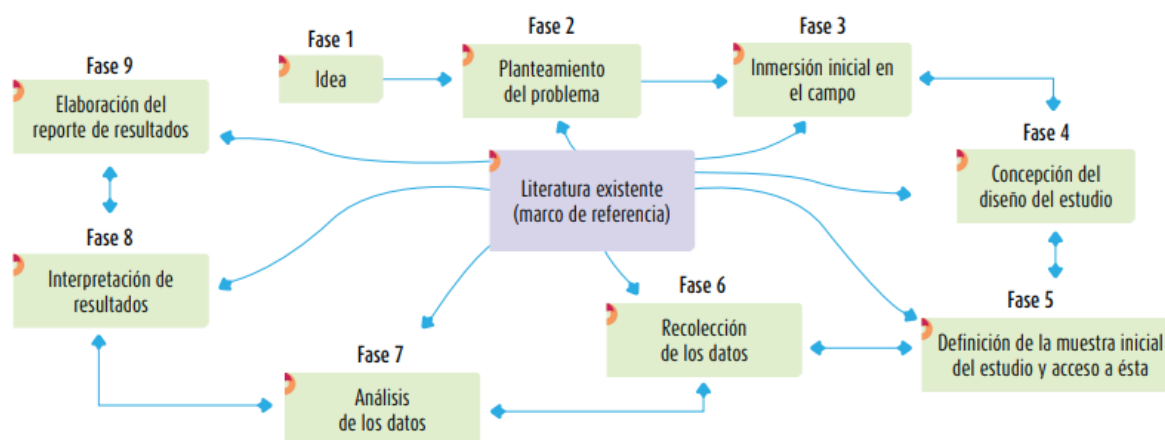 Fase 1
Idea
Fase 2
Planteamiento
del problema
Fase 3
Inmersión inicial en
el campo
Fase 4
Concepción del
diseño del estudio
Fase 5
Definición de la muestra inicial
del estudio y acceso a ésta
Fase 6
Recolección
de los datos
Fase 7
Análisis
de los datos
Fase 8
Interpretación de
resultados
Fase 9
Elaboración del
reporte de resultados
Literatura existente
(marco de referencia)